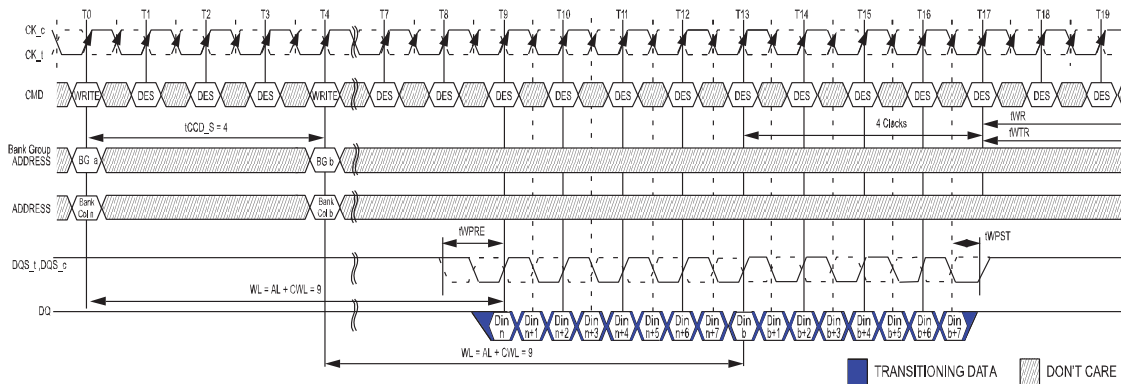 T0 T1 T2 T3 T4 T7 T8 T9 T10 T11 T12 T13 T14 T15 T16 T17 T18 T19
CK_c
CK_t
CMD WRITE DES DES DES WRITE DES DES DES DES DES DES DES DES DES DES DES DES DES
tCCD_S = 4 4 Clocks tWR
tWTR
Bank Group
ADDRESS BG a BG b
ADDRESS Bank Col n Bank Col b
tWPRE tWPST
DQS_t ,DQS_c
WL = AL + CWL = 9
DQ Din n Din n+1 Din n+2 Din n+3 Din n+4 Din n+5 Din n+6 Din n+7 Din b Din b+1 Din b+2 Din b+3 Din b+4 Din b+5 Din b+6 Din b+7
WL = AL + CWL = 9
TRANSITIONING DATA DON'T CARE